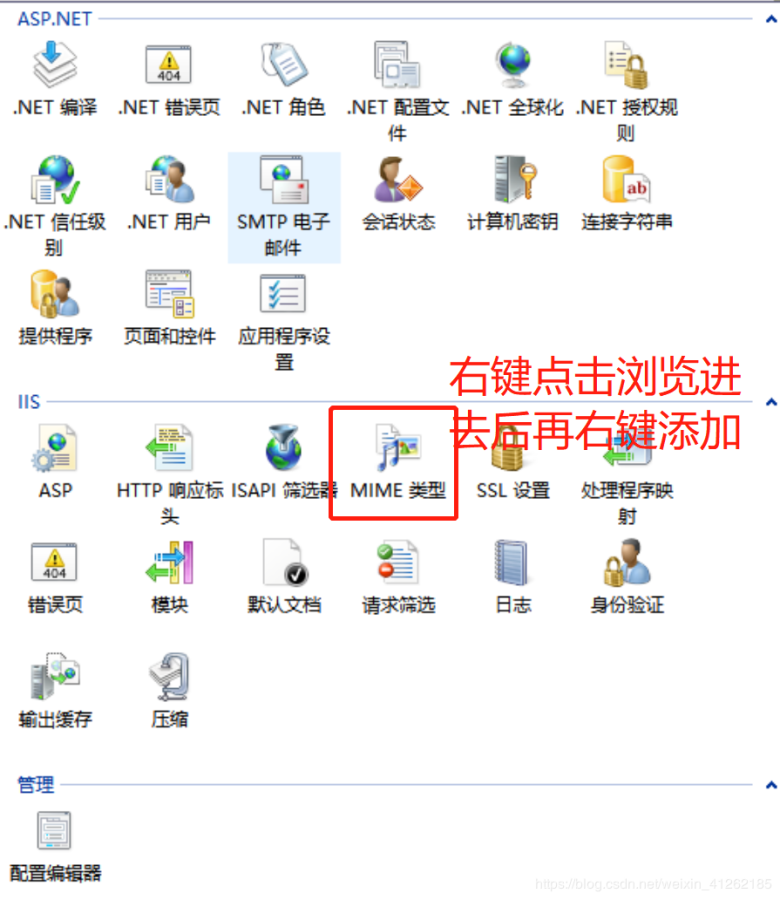 ASP.NET
404
.NET 编译
.NET 错误页
.NET 角色
.NET 配置文
件
.NET 全球化
.NET 授权规
则
ab
.NET 信任级
别
.NET 用户
SMTP 电子
邮件
会话状态
计算机密钥
连接字符串
提供程序
页面和控件
应用程序设
置
右键点击浏览进
去后再右键添加
IIS
ASP
HTTP 响应标
头
ISAPI 筛选器
MIME 类型
SSL 设置
处理程序映
射
404
错误页
模块
默认文档
请求筛选
日志
身份验证
输出缓存
压缩
管理
配置编辑器
https://blog.csdn.net/weixin_41262185